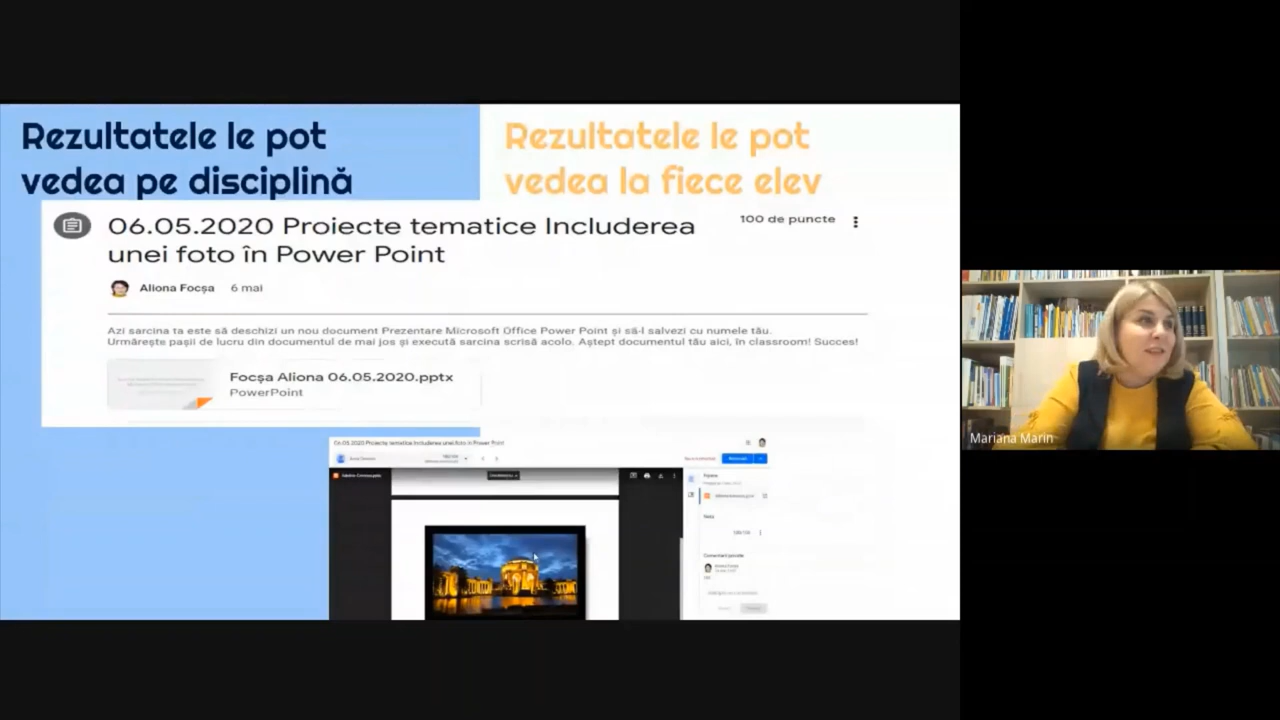 Rezultatele le pot
vedea pe disciplină
Rezultatele le pot
vedea la fiece elev
06.05.2020 Proiecte tematice Includerea
unei foto în Power Point
100 de puncte
Aliona Focșa 6 mai
Azi sarcina ta este să deschizi un nou document Prezentare Microsoft Office Power Point și să-l salvezi cu numele tău.
Urmărește pașii de lucru din documentul de mai jos și execută sarcina scrisă acolo. Aștept documentul tău aici, în classroom! Succes!
Focșa Aliona 06.05.2020.pptx
PowerPoint
06.05.2020 Proiecte tematice Includerea unei foto în Power Point
Mariana Marin